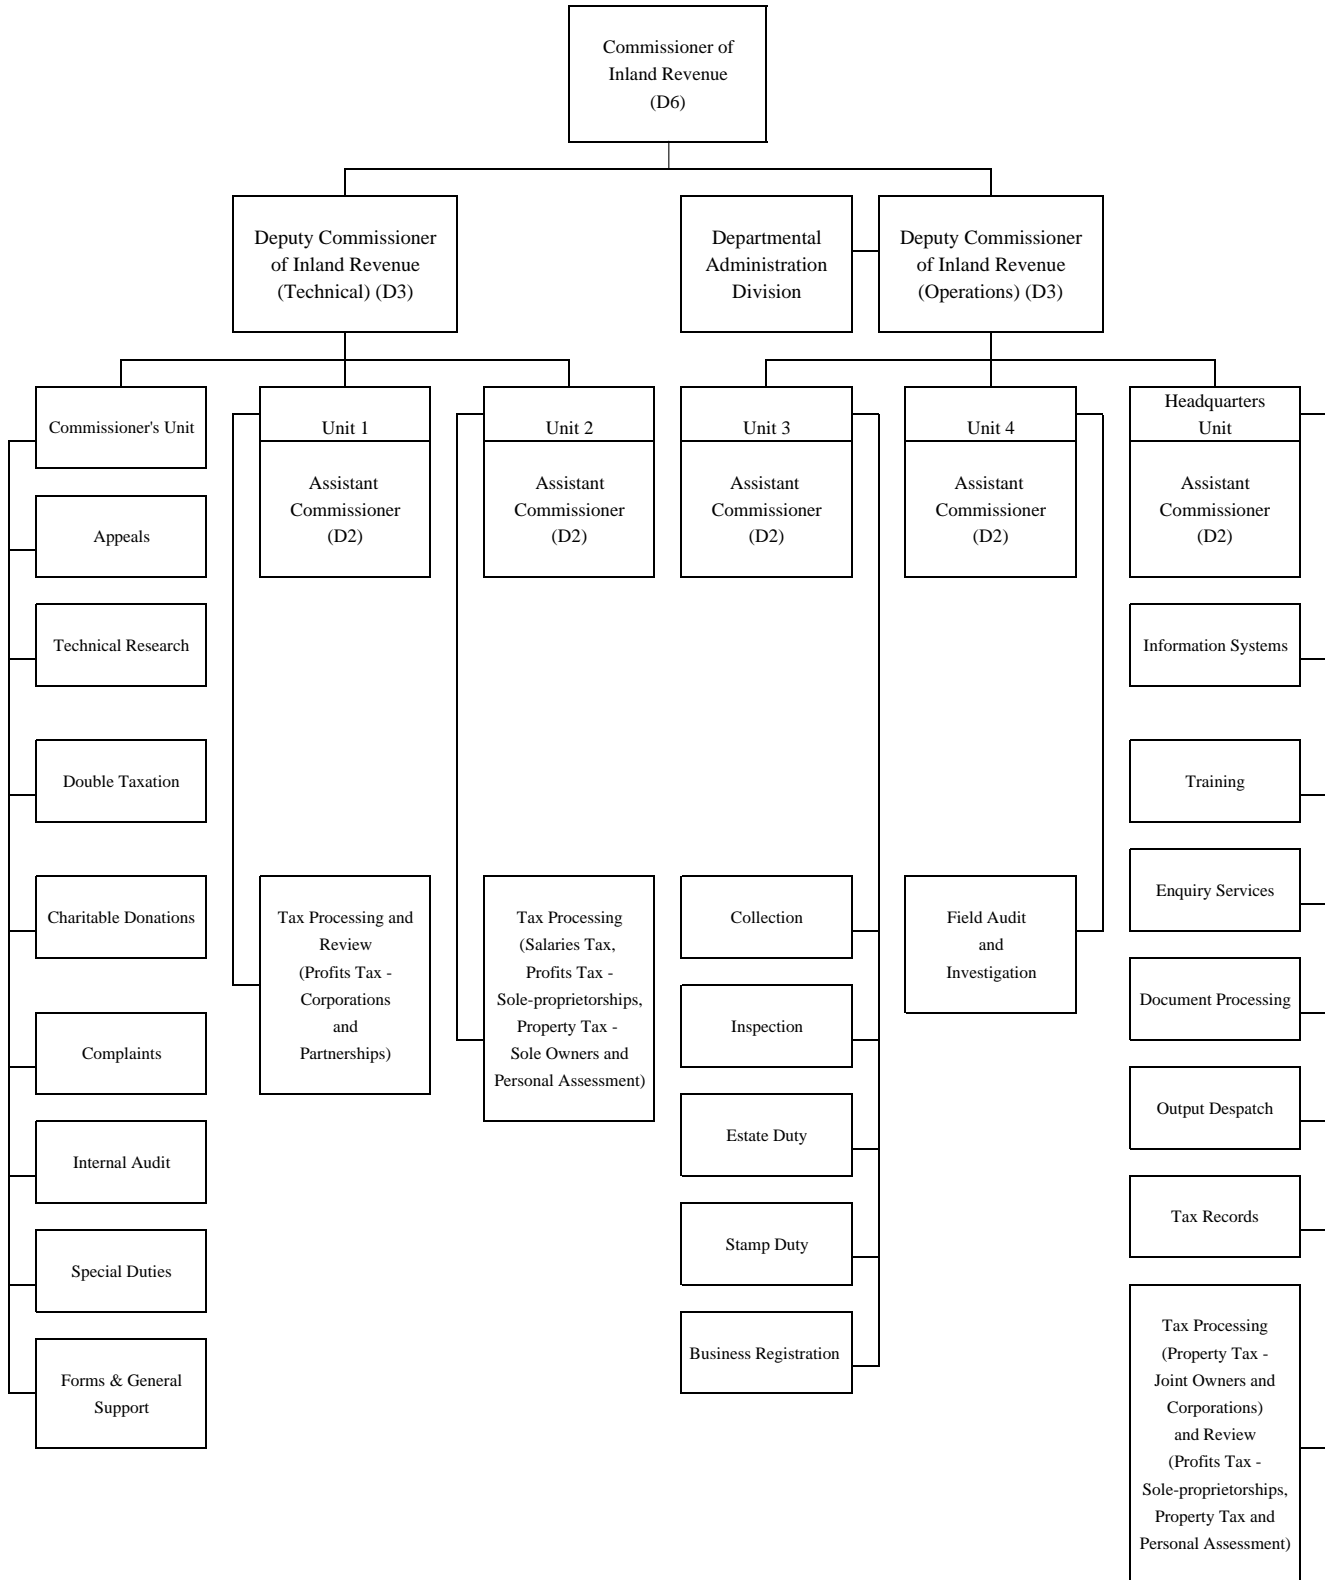 Commissioner of
Inland Revenue
(D6)
Deputy Commissioner
of Inland Revenue
(Technical) (D3)
Departmental
Administration
Division
Deputy Commissioner
of Inland Revenue
(Operations) (D3)
Commissioner's Unit
Appeals
Technical Research
Double Taxation
Charitable Donations
Complaints
Internal Audit
Special Duties
Forms & General
Support
Unit 1
Assistant
Commissioner
(D2)
Tax Processing and
Review
(Profits Tax -
Corporations
and
Partnerships)
Unit 2
Assistant
Commissioner
(D2)
Tax Processing
(Salaries Tax,
Profits Tax -
Sole-proprietorships,
Property Tax -
Sole Owners and
Personal Assessment)
Unit 3
Assistant
Commissioner
(D2)
Collection
Inspection
Estate Duty
Stamp Duty
Business Registration
Unit 4
Assistant
Commissioner
(D2)
Field Audit
and
Investigation
Headquarters
Unit
Assistant
Commissioner
(D2)
Information Systems
Training
Enquiry Services
Document Processing
Output Despatch
Tax Records
Tax Processing
(Property Tax -
Joint Owners and
Corporations)
and Review
(Profits Tax -
Sole-proprietorships,
Property Tax and
Personal Assessment)